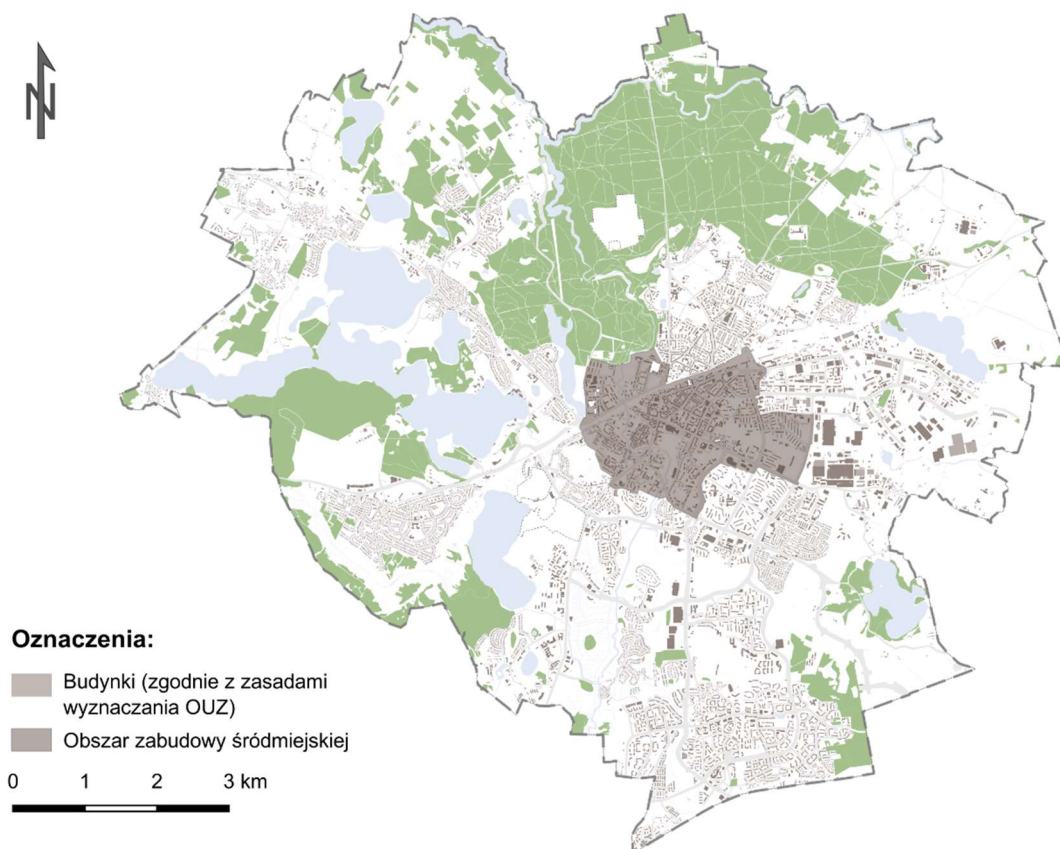 N
Oznaczenia:
Budynki (zgodnie z zasadami
wyznaczania OUZ)
Obszar zabudowy śródmiejskiej
0 1 2 3 km